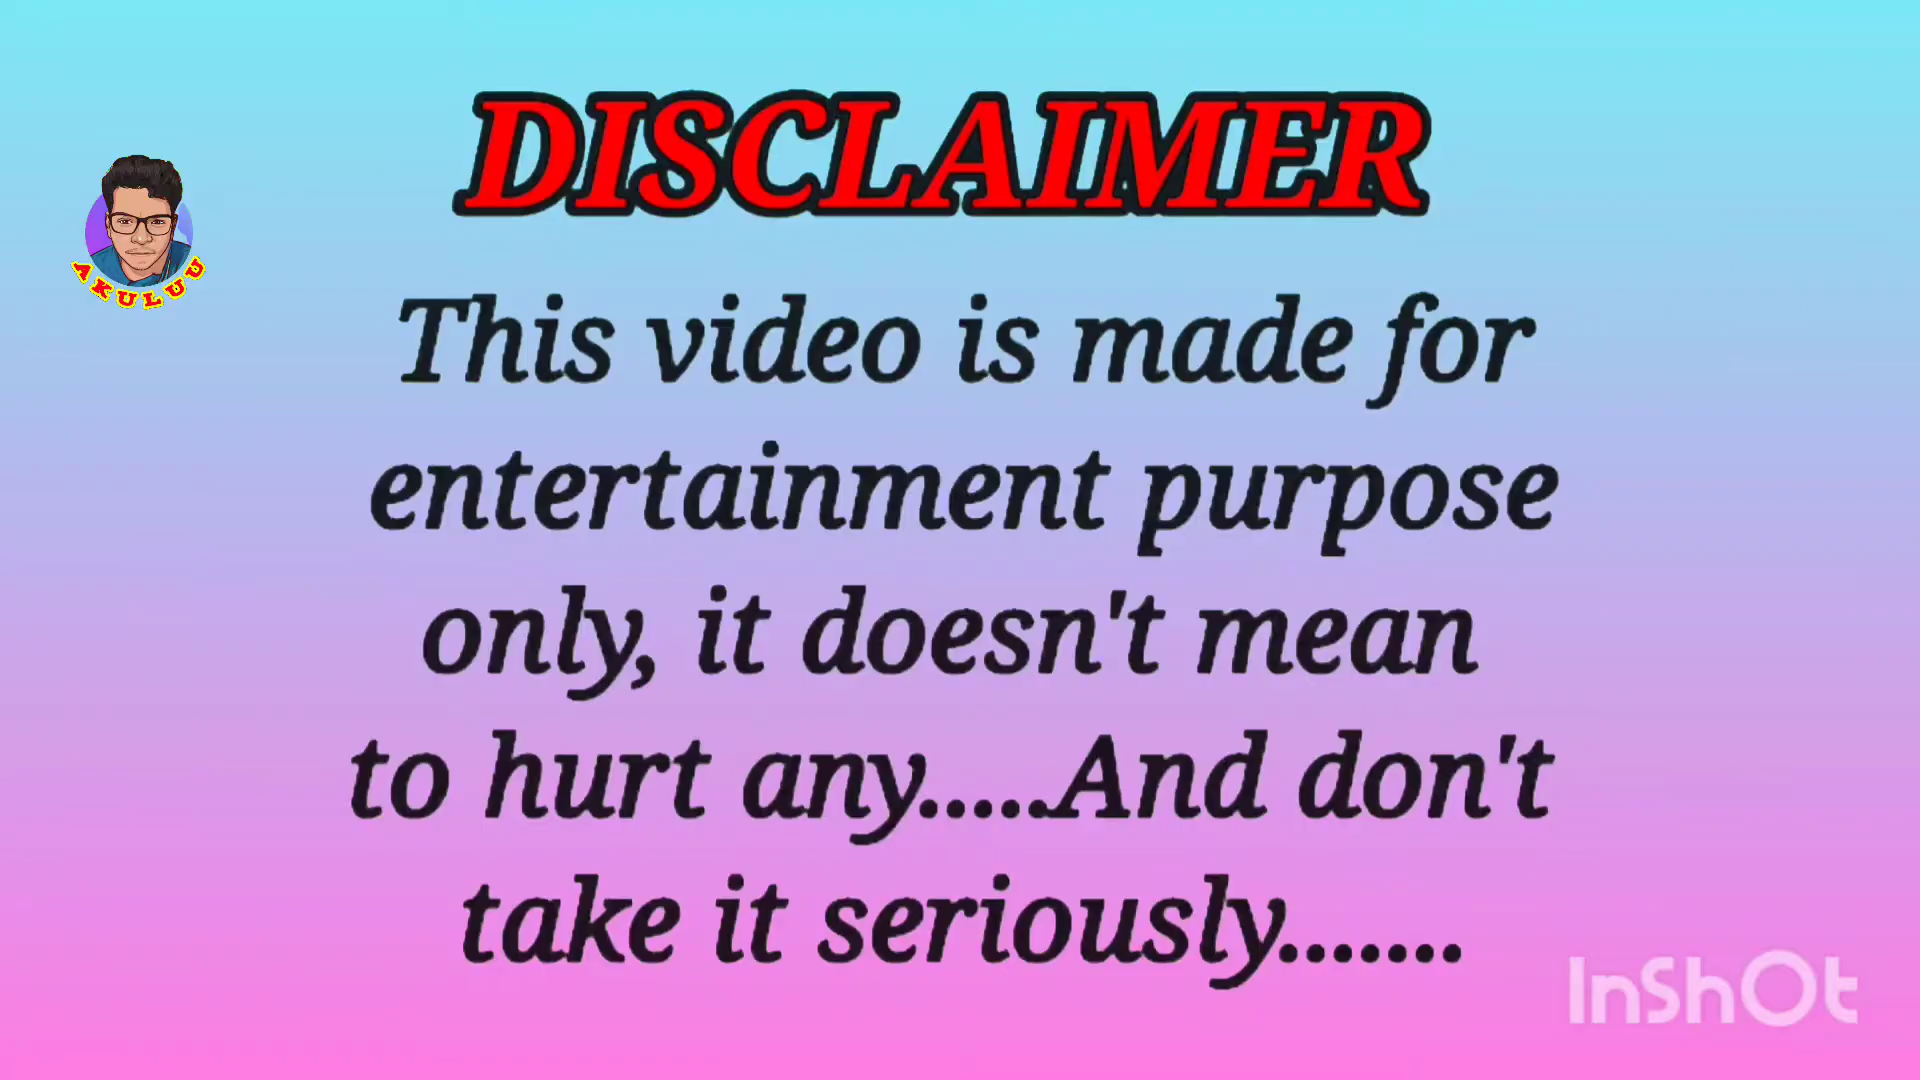 DISCLAIMER
AKULUU
This video is made for
entertainment purpose
only, it doesn't mean
to hurt any.....And don't
take it seriously.......
InShOt